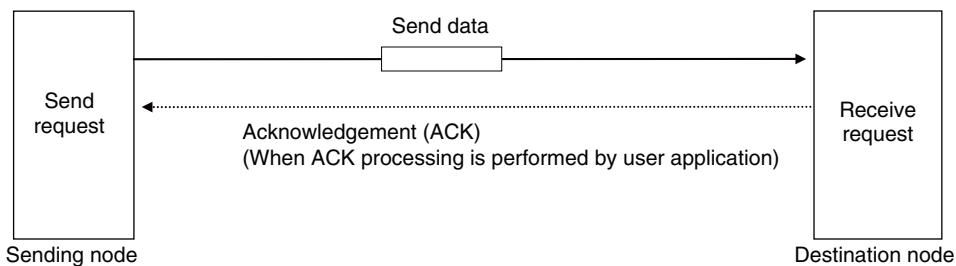 Send data
Send
request
Receive
request
Acknowledgement (ACK)
(When ACK processing is performed by user application)
Sending node
Destination node